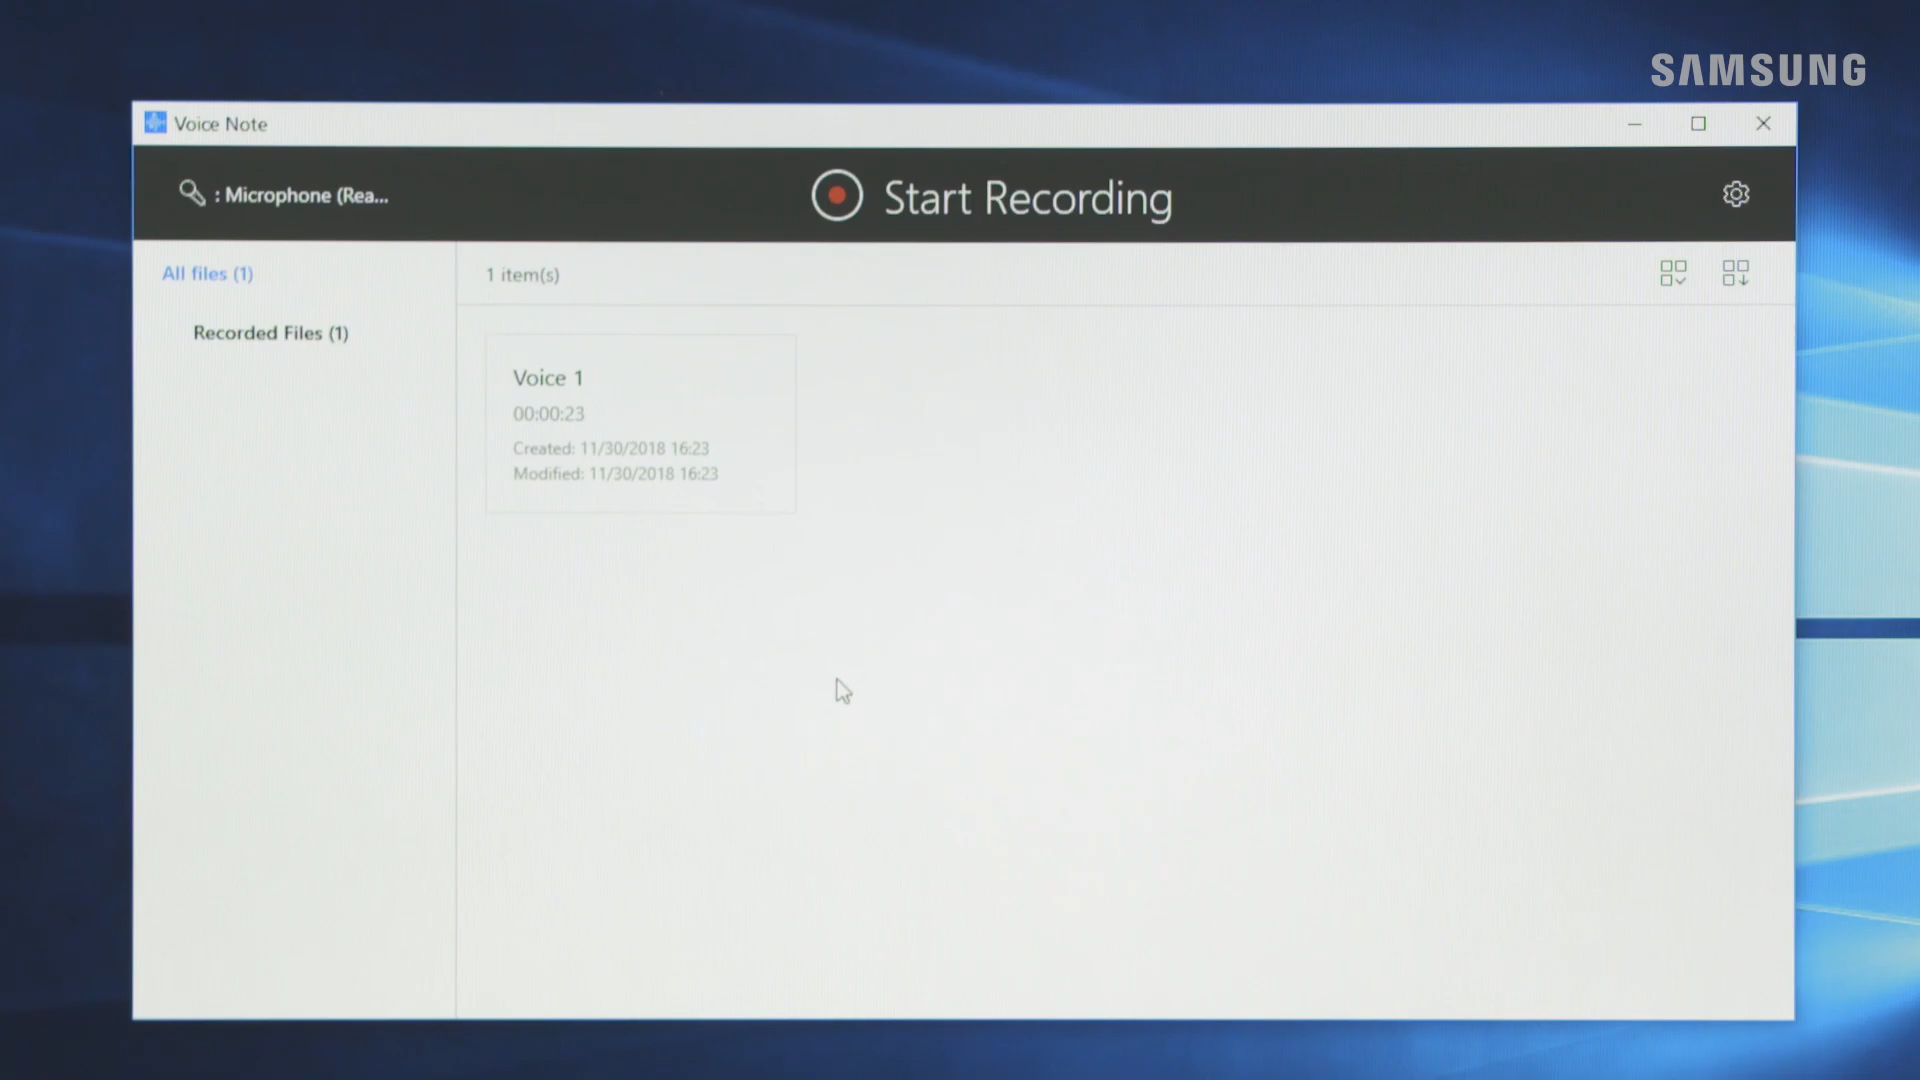 SAMSUNG
Voice Note
: Microphone (Rea...
Start Recording
All files (1)
1 item(s)
Recorded Files (1)
Voice 1
00:00:23
Created: 11/30/2018 16:23
Modified: 11/30/2018 16:23